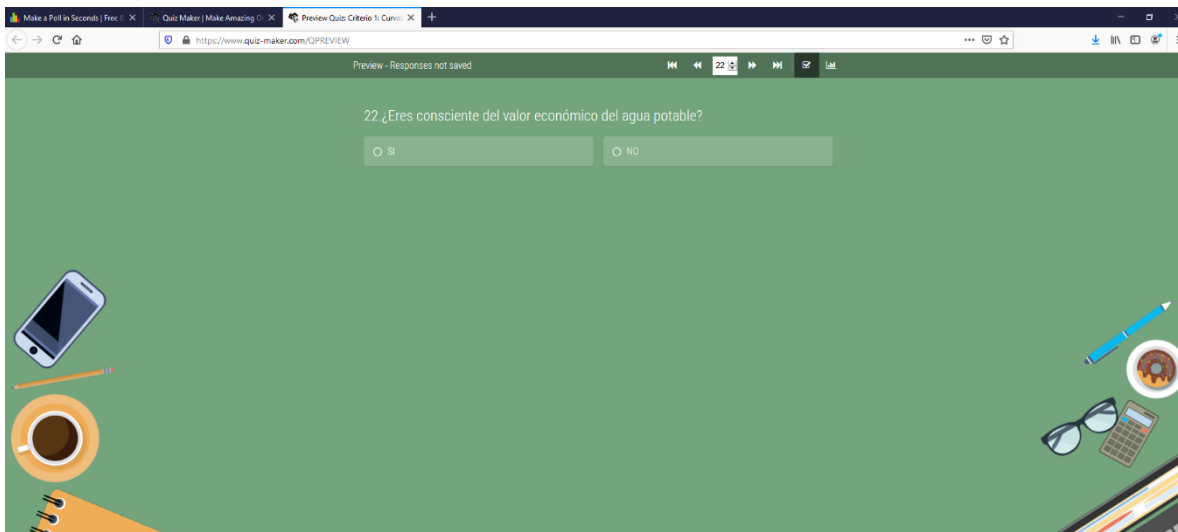 Make a Poll in Seconds | Free &
Quiz Maker | Make Amazing O
Preview Quiz: Criterio 1: Curva
https://www.quiz-maker.com/QPREVIEW
Preview - Responses not saved
22
22.¿Eres consciente del valor económico del agua potable?
SI
NO